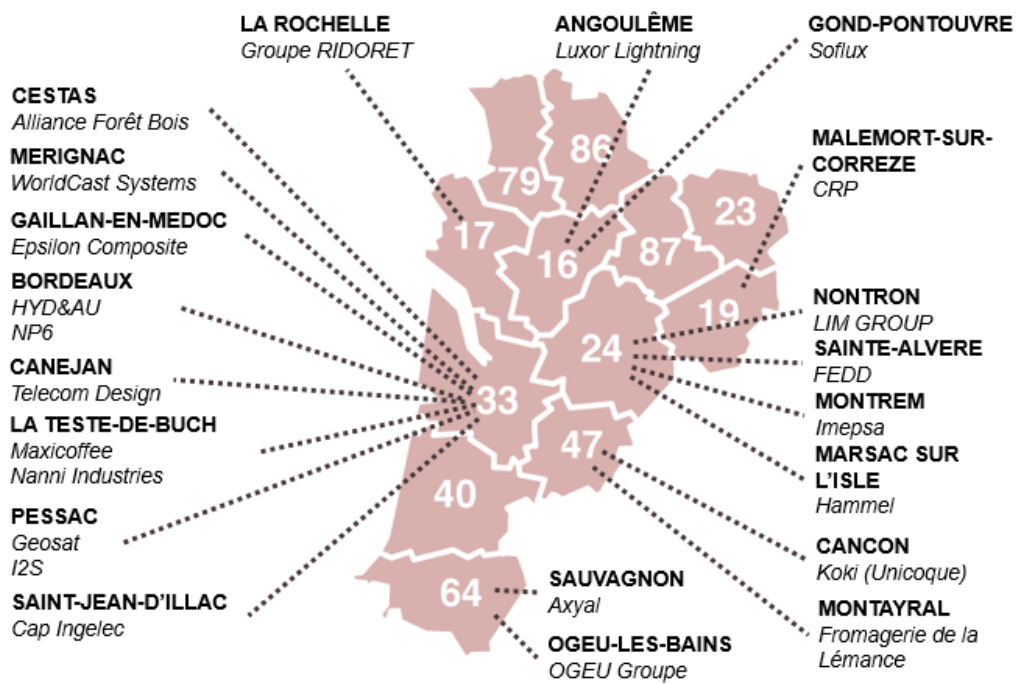 LA ROCHELLE
Groupe RIDORET
ANGOULÊME
Luxor Lightning
GOND-PONTOUVRE
Soflux
CESTAS
Alliance Forêt Bois
MERIGNAC
WorldCast Systems
GAILLAN-EN-MEDOC
Epsilon Composite
BORDEAUX
HYD&AU
NP6
CANEJAN
Telecom Design
LA TESTE-DE-BUCH
Maxicoffee
Nanni Industries
PESSAC
Geosat
I2S
SAINT-JEAN-D’ILLAC
Cap Ingelec
79
86
17
16
87
23
19
24
33
47
40
64
MALEMORT-SUR-
CORREZE
CRP
NONTRON
LIM GROUP
SAINTE-ALVERE
FEDD
MONTREM
Imepsa
MARSAC SUR
L’ISLE
Hammel
CANCON
Koki (Unicoque)
MONTAYRAL
Fromagerie de la
Lémance
SAUVAGNON
Axyal
OGEU-LES-BAINS
OGEU Groupe